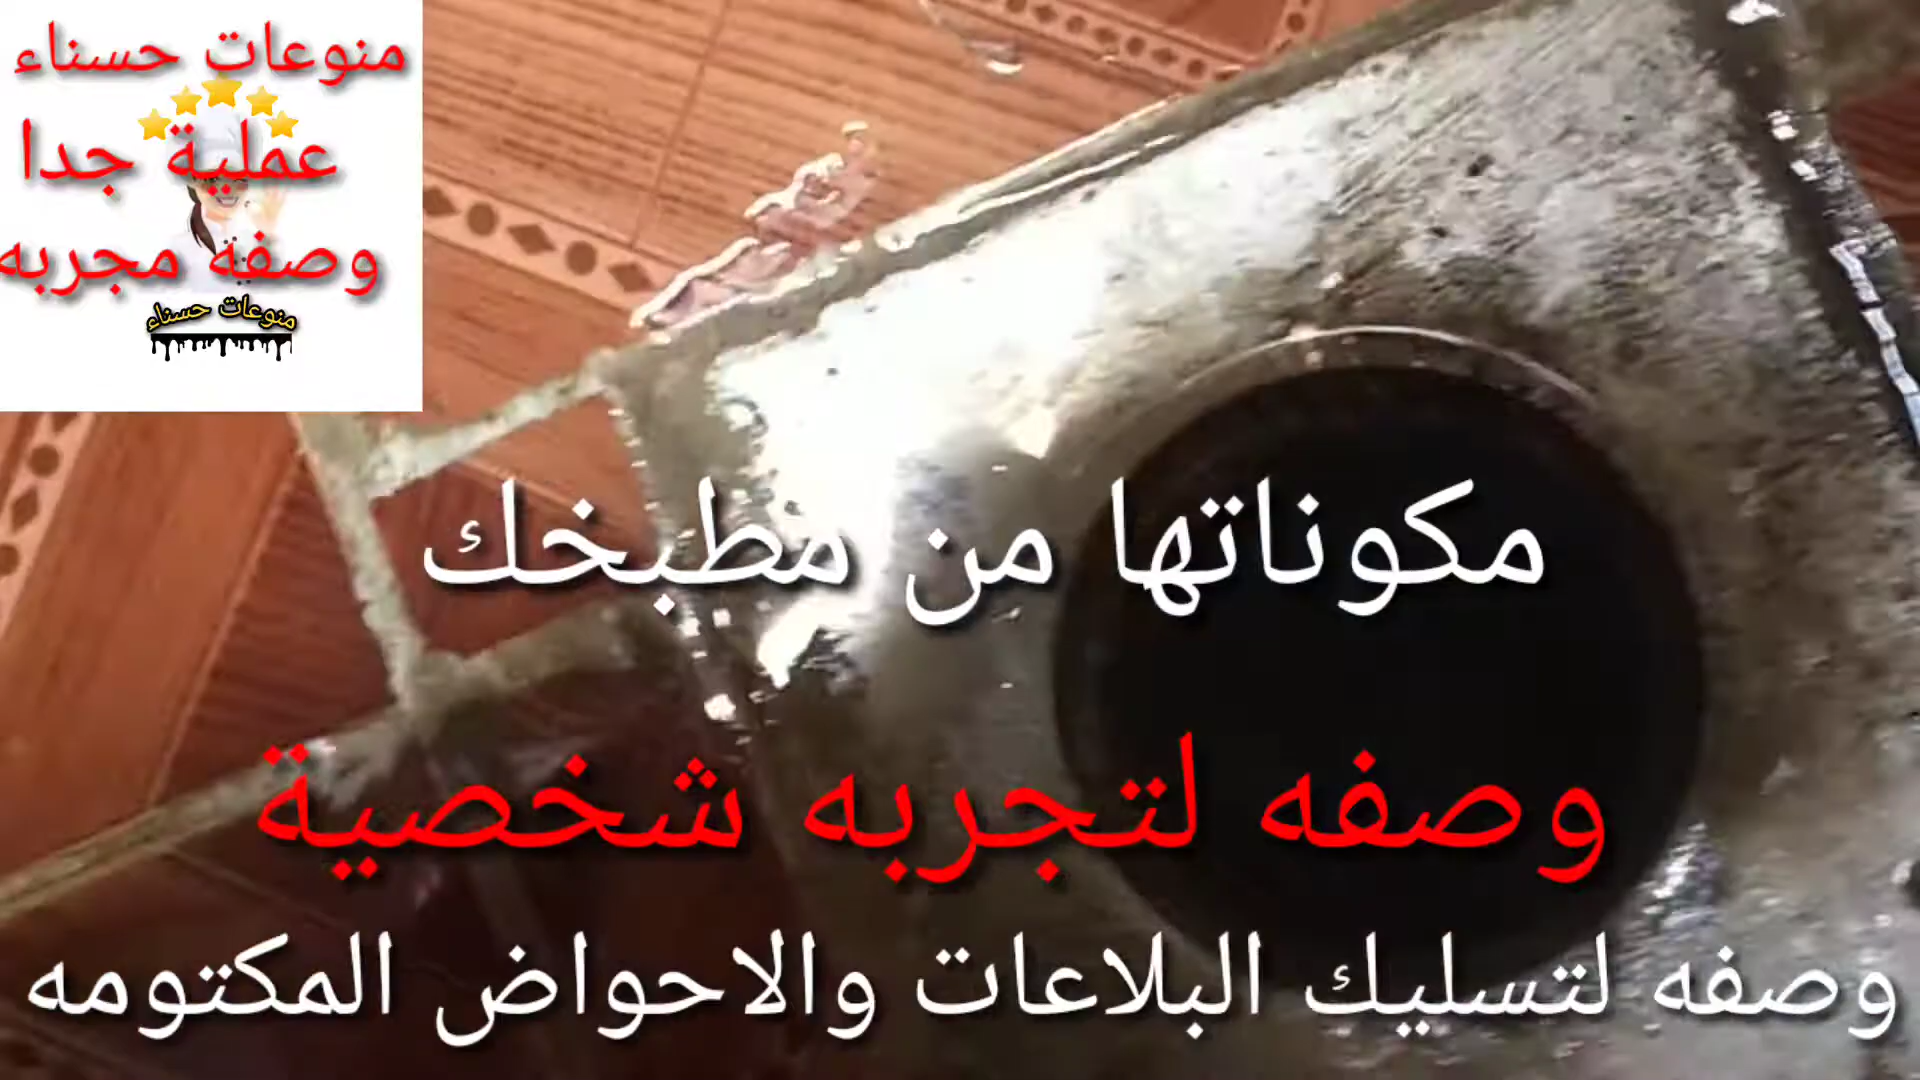 منوعات حسناء
عملية جدا
وصفة مجربه
منوعات حسناء
مكوناتها من مطبخك
وصفه لتجربه شخصية
وصفه لتسليك البلاعات والاحواض المكتومه